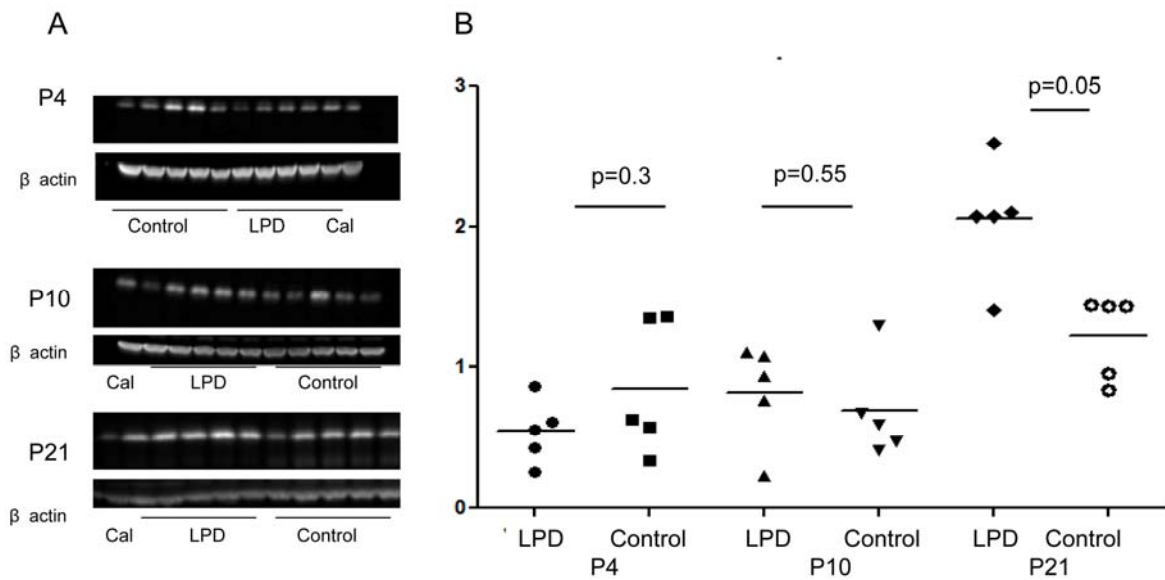 A
P4
β actin
Control LPD Cal
P10
β actin
Cal LPD Control
P21
β actin
Cal LPD Control
B
3
2
1
0
p=0.3
p=0.55
p=0.05
LPD Control LPD Control LPD Control
P4 P10 P21